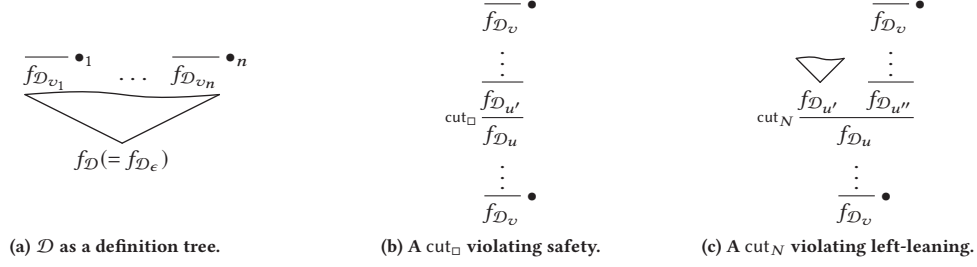 f_{𝒟_{v_1}} •_1 … f_{𝒟_{v_n}} •_n
f_𝒟(= f_{𝒟_ϵ})
(a) 𝒟 as a definition tree.
f_{𝒟_v} •
⋮
f_{𝒟_{u'}}
cut_□
f_{𝒟_u}
⋮
f_{𝒟_v} •
(b) A cut_□ violating safety.
f_{𝒟_v} •
⋮
f_{𝒟_{u'}} f_{𝒟_{u''}}
cut_N
f_{𝒟_u}
⋮
f_{𝒟_v} •
(c) A cut_N violating left-leaning.